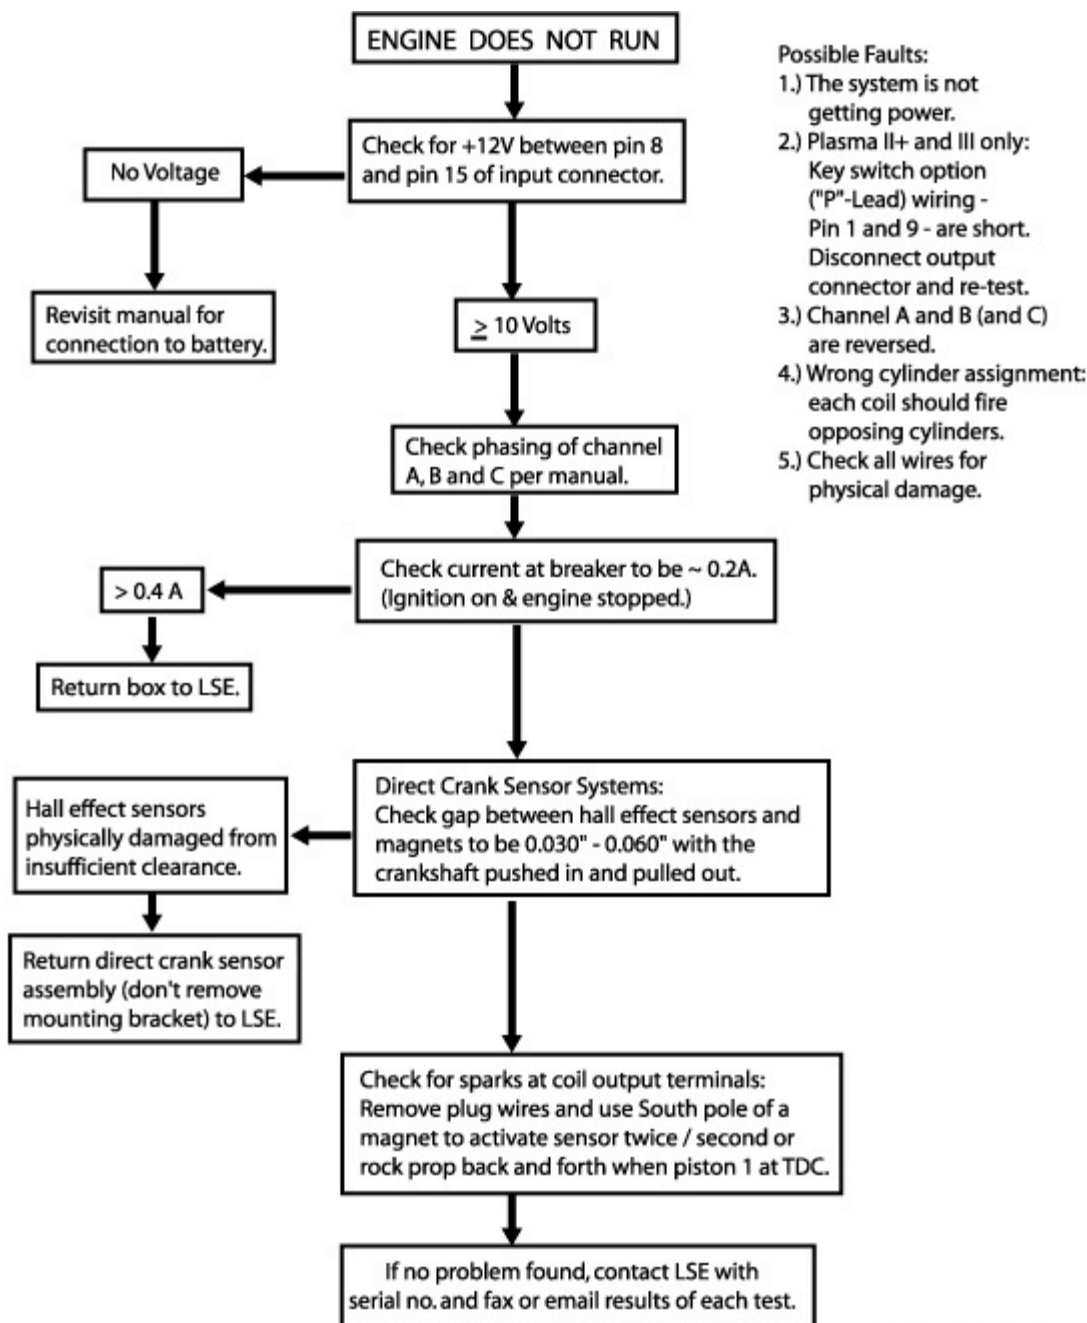 ENGINE DOES NOT RUN
Check for +12V between pin 8
and pin 15 of input connector.
No Voltage
Revisit manual for
connection to battery.
≥ 10 Volts
Check phasing of channel
A, B and C per manual.
Check current at breaker to be ~ 0.2A.
(Ignition on & engine stopped.)
> 0.4 A
Return box to LSE.
Direct Crank Sensor Systems:
Check gap between hall effect sensors and
magnets to be 0.030" - 0.060" with the
crankshaft pushed in and pulled out.
Hall effect sensors
physically damaged from
insufficient clearance.
Return direct crank sensor
assembly (don't remove
mounting bracket) to LSE.
Check for sparks at coil output terminals:
Remove plug wires and use South pole of a
magnet to activate sensor twice / second or
rock prop back and forth when piston 1 at TDC.
If no problem found, contact LSE with
serial no. and fax or email results of each test.
Possible Faults:
1.) The system is not
getting power.
2.) Plasma II+ and III only:
Key switch option
("P"-Lead) wiring -
Pin 1 and 9 - are short.
Disconnect output
connector and re-test.
3.) Channel A and B (and C)
are reversed.
4.) Wrong cylinder assignment:
each coil should fire
opposing cylinders.
5.) Check all wires for
physical damage.